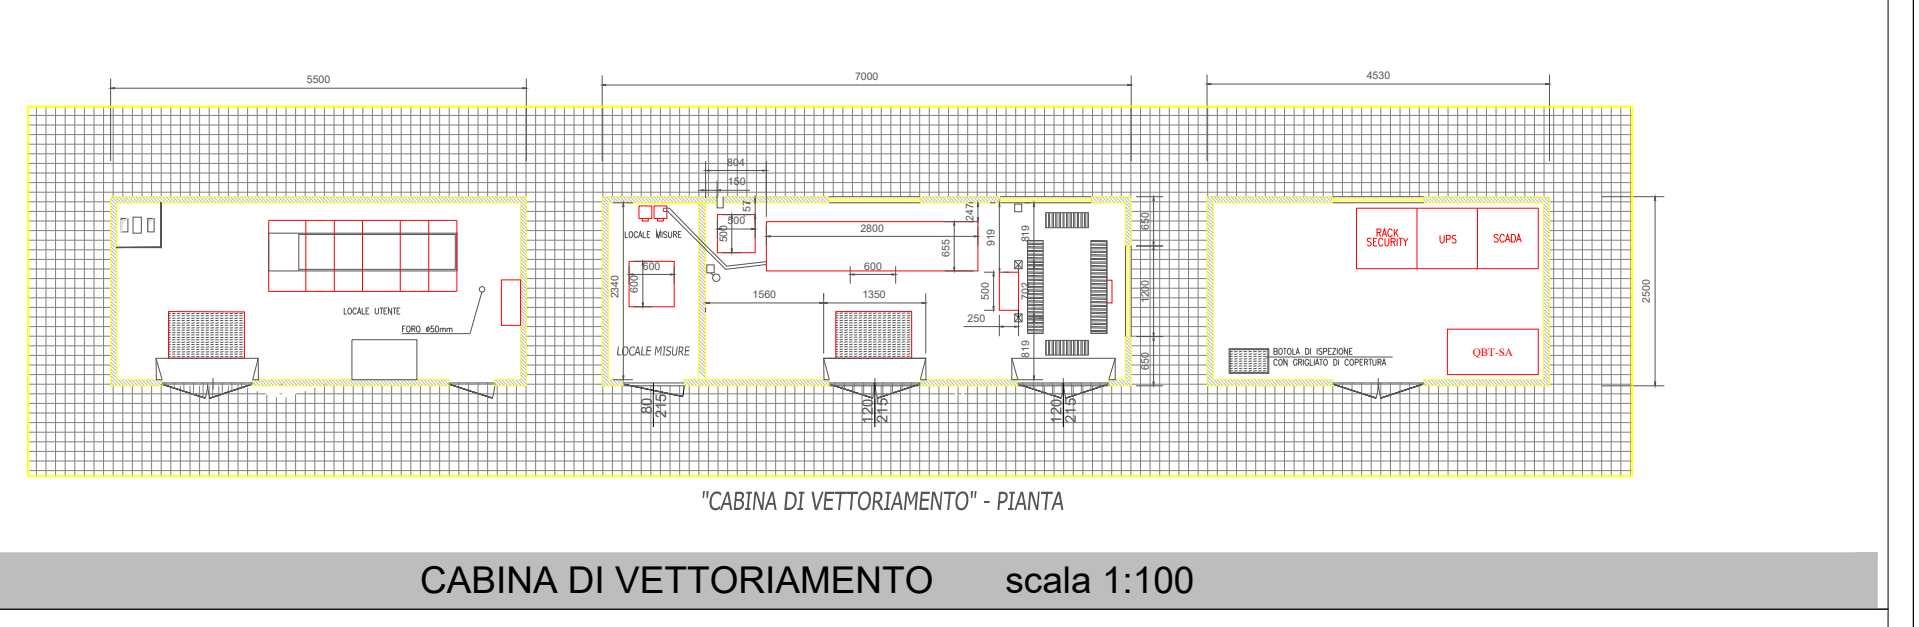 5500
7000
4530
804
150
57
500
500
247
2800
655
600
919
819
650
LOCALE MISURE
600
600
2340
1560
1350
500
702
250
819
1200
650
2500
LOCALE UTENTE
FORO ø50mm
LOCALE MISURE
RACK
SECURITY
UPS
SCADA
BOTOLA DI ISPEZIONE
CON GRIGLIATO DI COPERTURA
QBT-SA
80
215
120
215
120
215
"CABINA DI VETTORIAMENTO" - PIANTA
CABINA DI VETTORIAMENTO scala 1:100